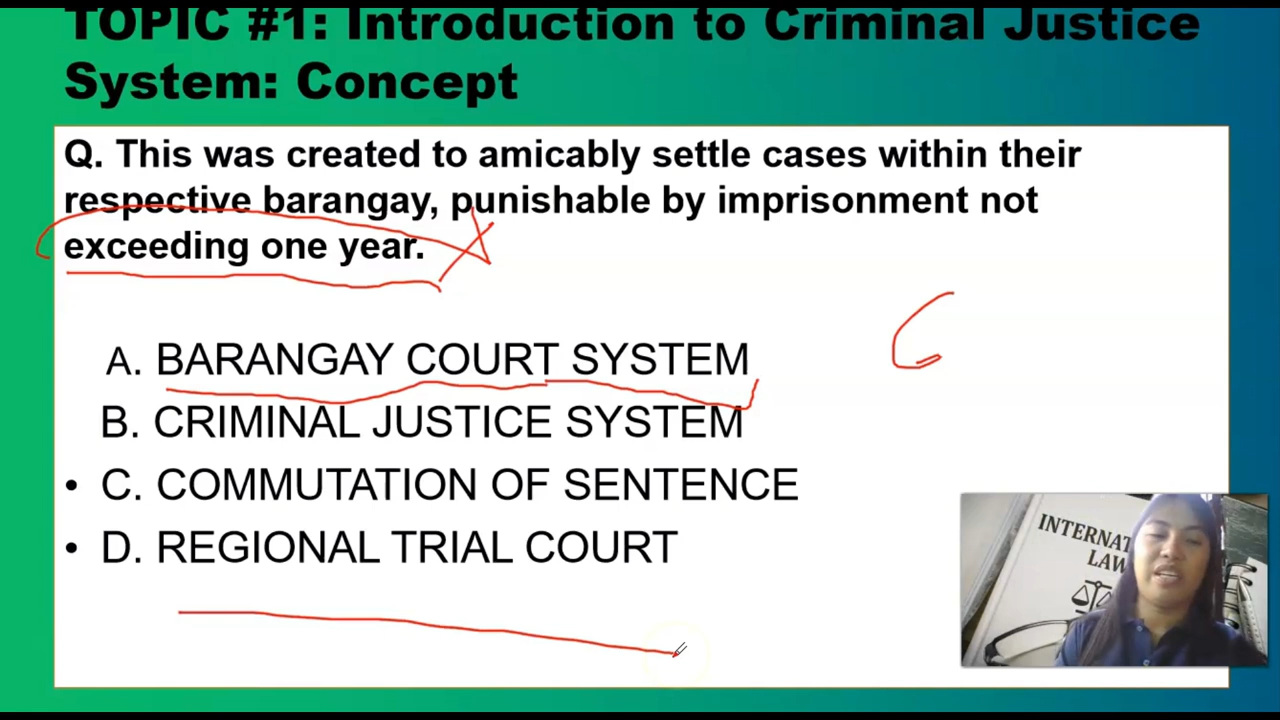 TOPIC #1: Introduction to Criminal Justice
System: Concept
Q. This was created to amicably settle cases within their
respective barangay, punishable by imprisonment not
exceeding one year.
A. BARANGAY COURT SYSTEM
B. CRIMINAL JUSTICE SYSTEM
• C. COMMUTATION OF SENTENCE
• D. REGIONAL TRIAL COURT
INTERNAT
LAW